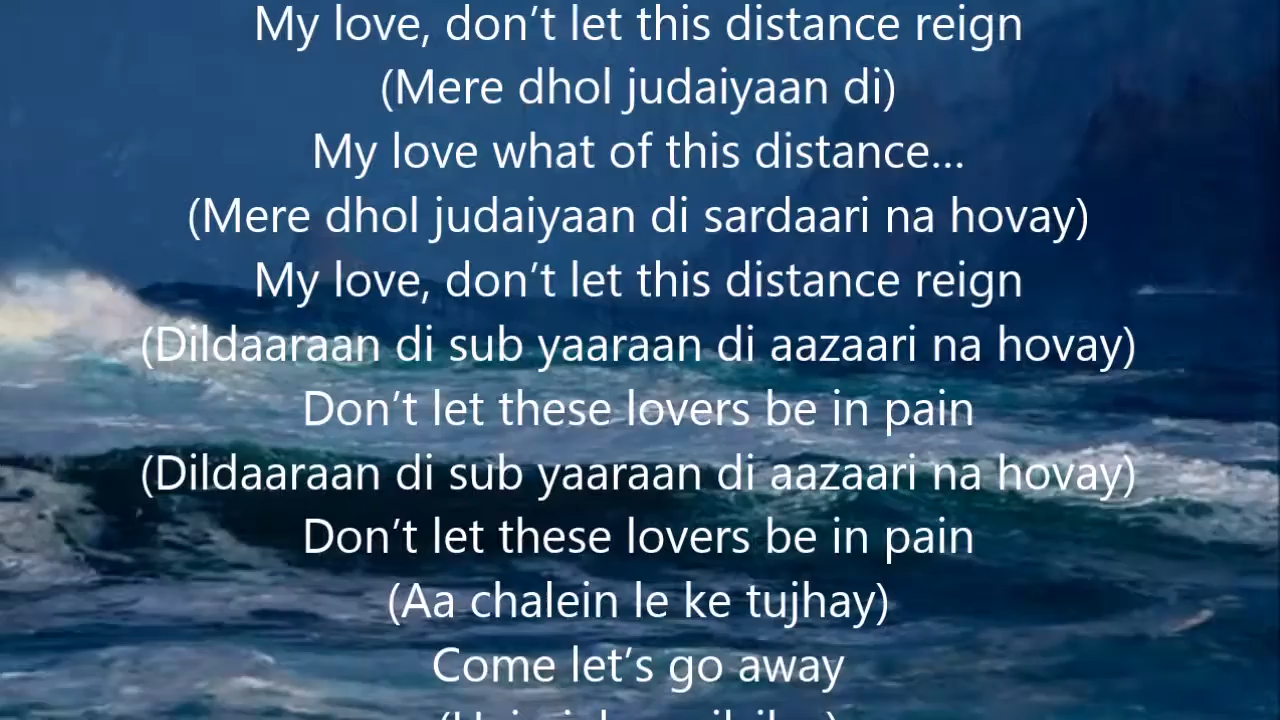 My love, don’t let this distance reign
(Mere dhol judaiyaan di)
My love what of this distance…
(Mere dhol judaiyaan di sardaari na hovay)
My love, don’t let this distance reign
(Dildaaraan di sub yaaraan di aazaari na hovay)
Don’t let these lovers be in pain
(Dildaaraan di sub yaaraan di aazaari na hovay)
Don’t let these lovers be in pain
(Aa chalein le ke tujhay)
Come let’s go away